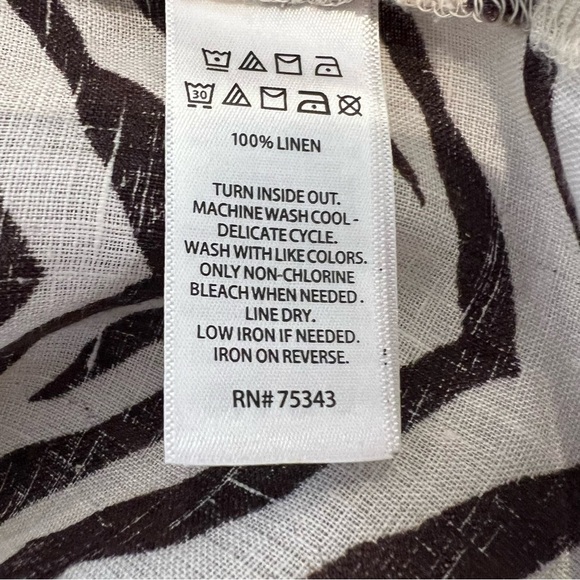 30
100% LINEN
TURN INSIDE OUT.
MACHINE WASH COOL -
DELICATE CYCLE.
WASH WITH LIKE COLORS.
ONLY NON-CHLORINE
BLEACH WHEN NEEDED.
LINE DRY.
LOW IRON IF NEEDED.
IRON ON REVERSE.
RN# 75343